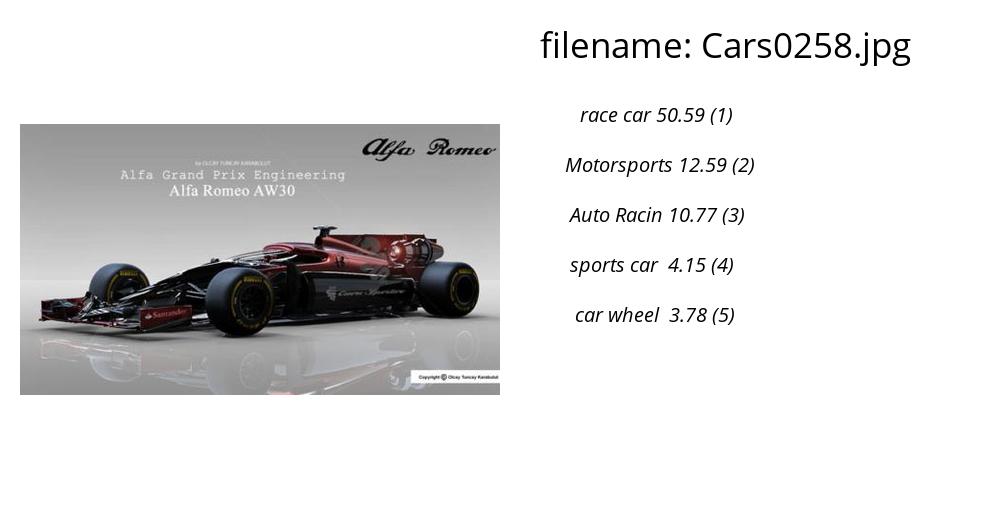 filename: Cars0258.jpg
race car 50.59 (1)
Motorsports 12.59 (2)
Auto Racin 10.77 (3)
sports car 4.15 (4)
car wheel 3.78 (5)
Alfa Romeo
by OLCAY TUNCAY KARABULUT
Alfa Grand Prix Engineering
Alfa Romeo AW30
PIRELLI
PIRELLI
Santander
Copyright © Olcay Tuncay Karabulut